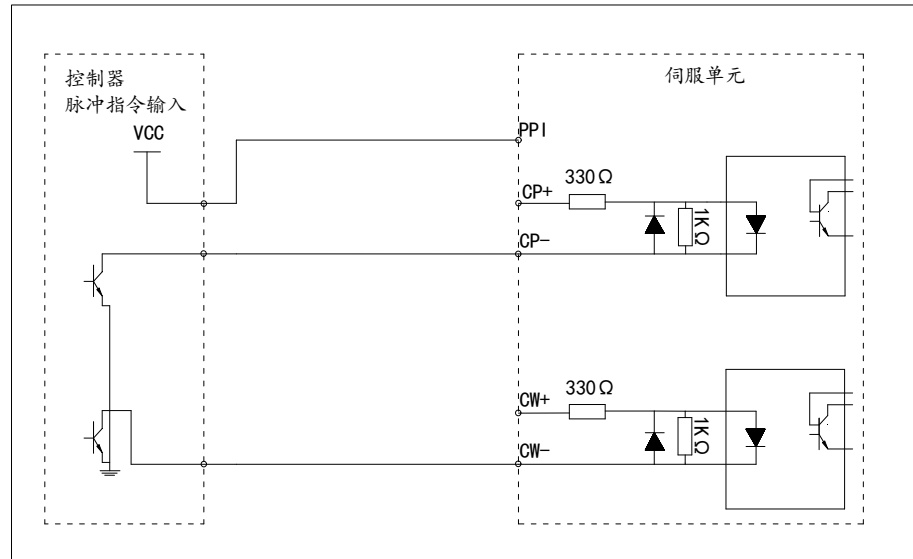 控制器
脉冲指令输入
VCC
伺服单元
PPI
CP+
330Ω
1KΩ
CP-
CW+
330Ω
1KΩ
CW-